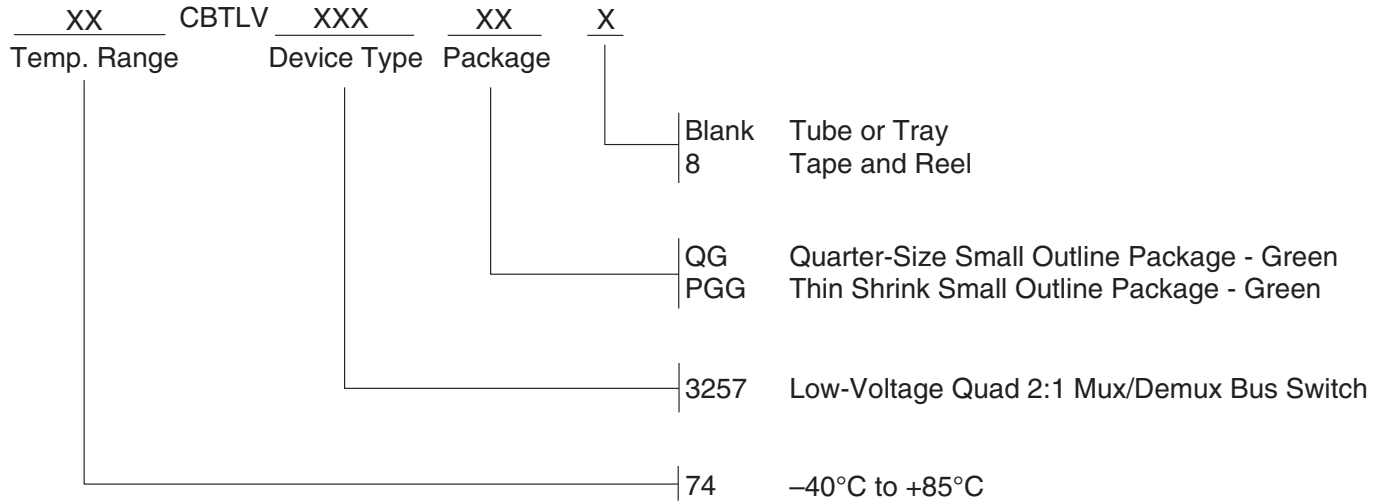 XX CBTLV XXX XX X
Temp. Range Device Type Package
Blank Tube or Tray
8 Tape and Reel
QG Quarter-Size Small Outline Package - Green
PGG Thin Shrink Small Outline Package - Green
3257 Low-Voltage Quad 2:1 Mux/Demux Bus Switch
74 –40°C to +85°C